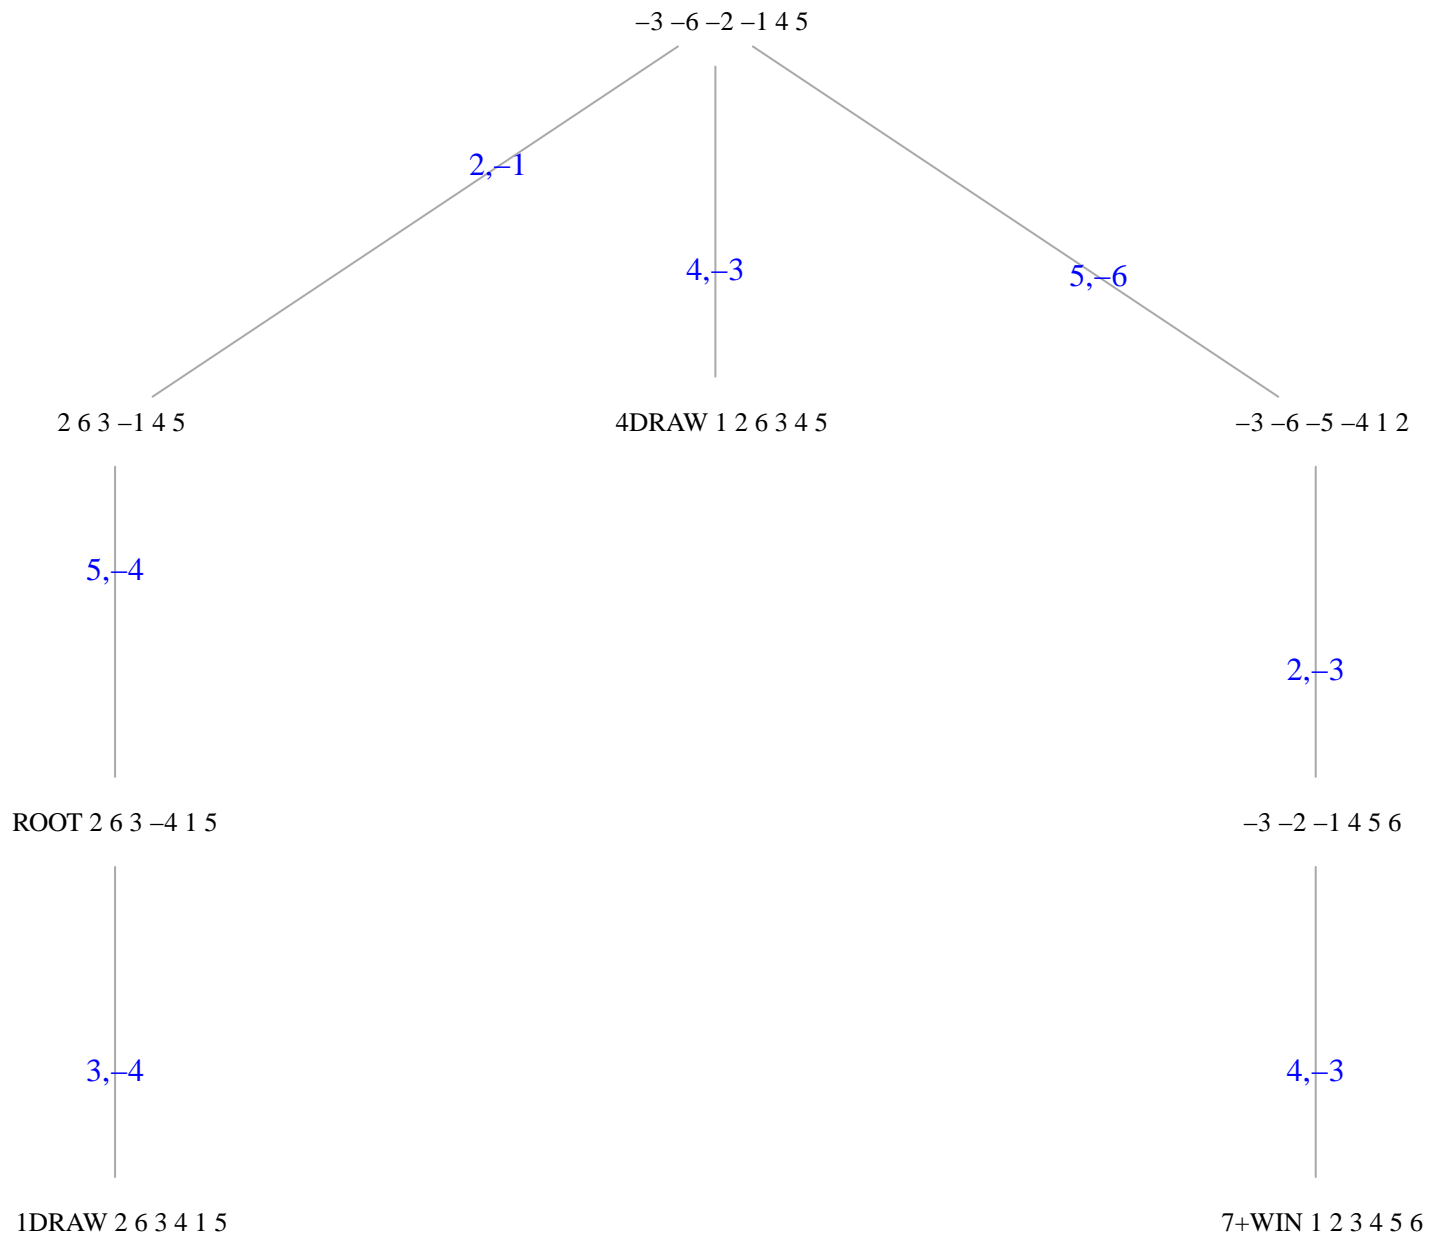 –3 –6 –2 –1 4 5
2,–1
4,–3
5,–6
2 6 3 –1 4 5
4DRAW 1 2 6 3 4 5
–3 –6 –5 –4 1 2
5,–4
2,–3
ROOT 2 6 3 –4 1 5
–3 –2 –1 4 5 6
3,–4
4,–3
1DRAW 2 6 3 4 1 5
7+WIN 1 2 3 4 5 6